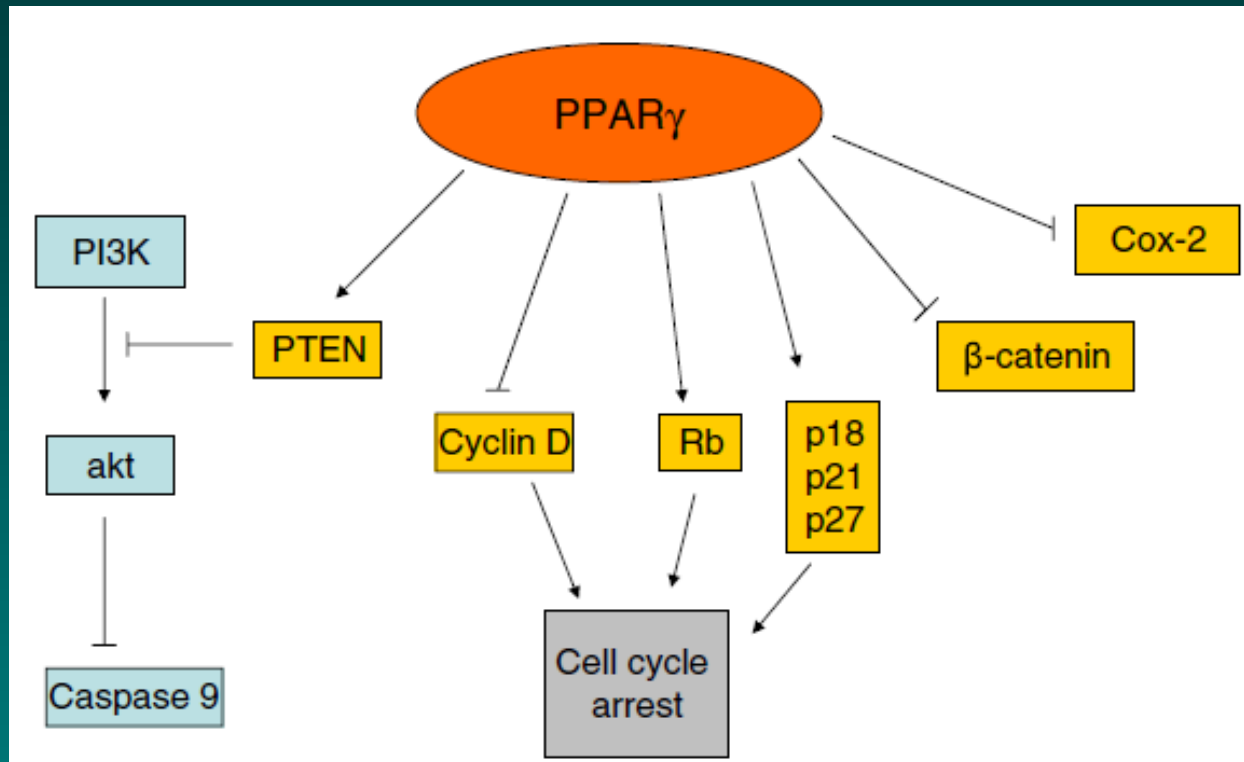 PPARγ
PI3K
Cox-2
PTEN
β-catenin
Cyclin D
Rb
p18
p21
p27
akt
Cell cycle
arrest
Caspase 9